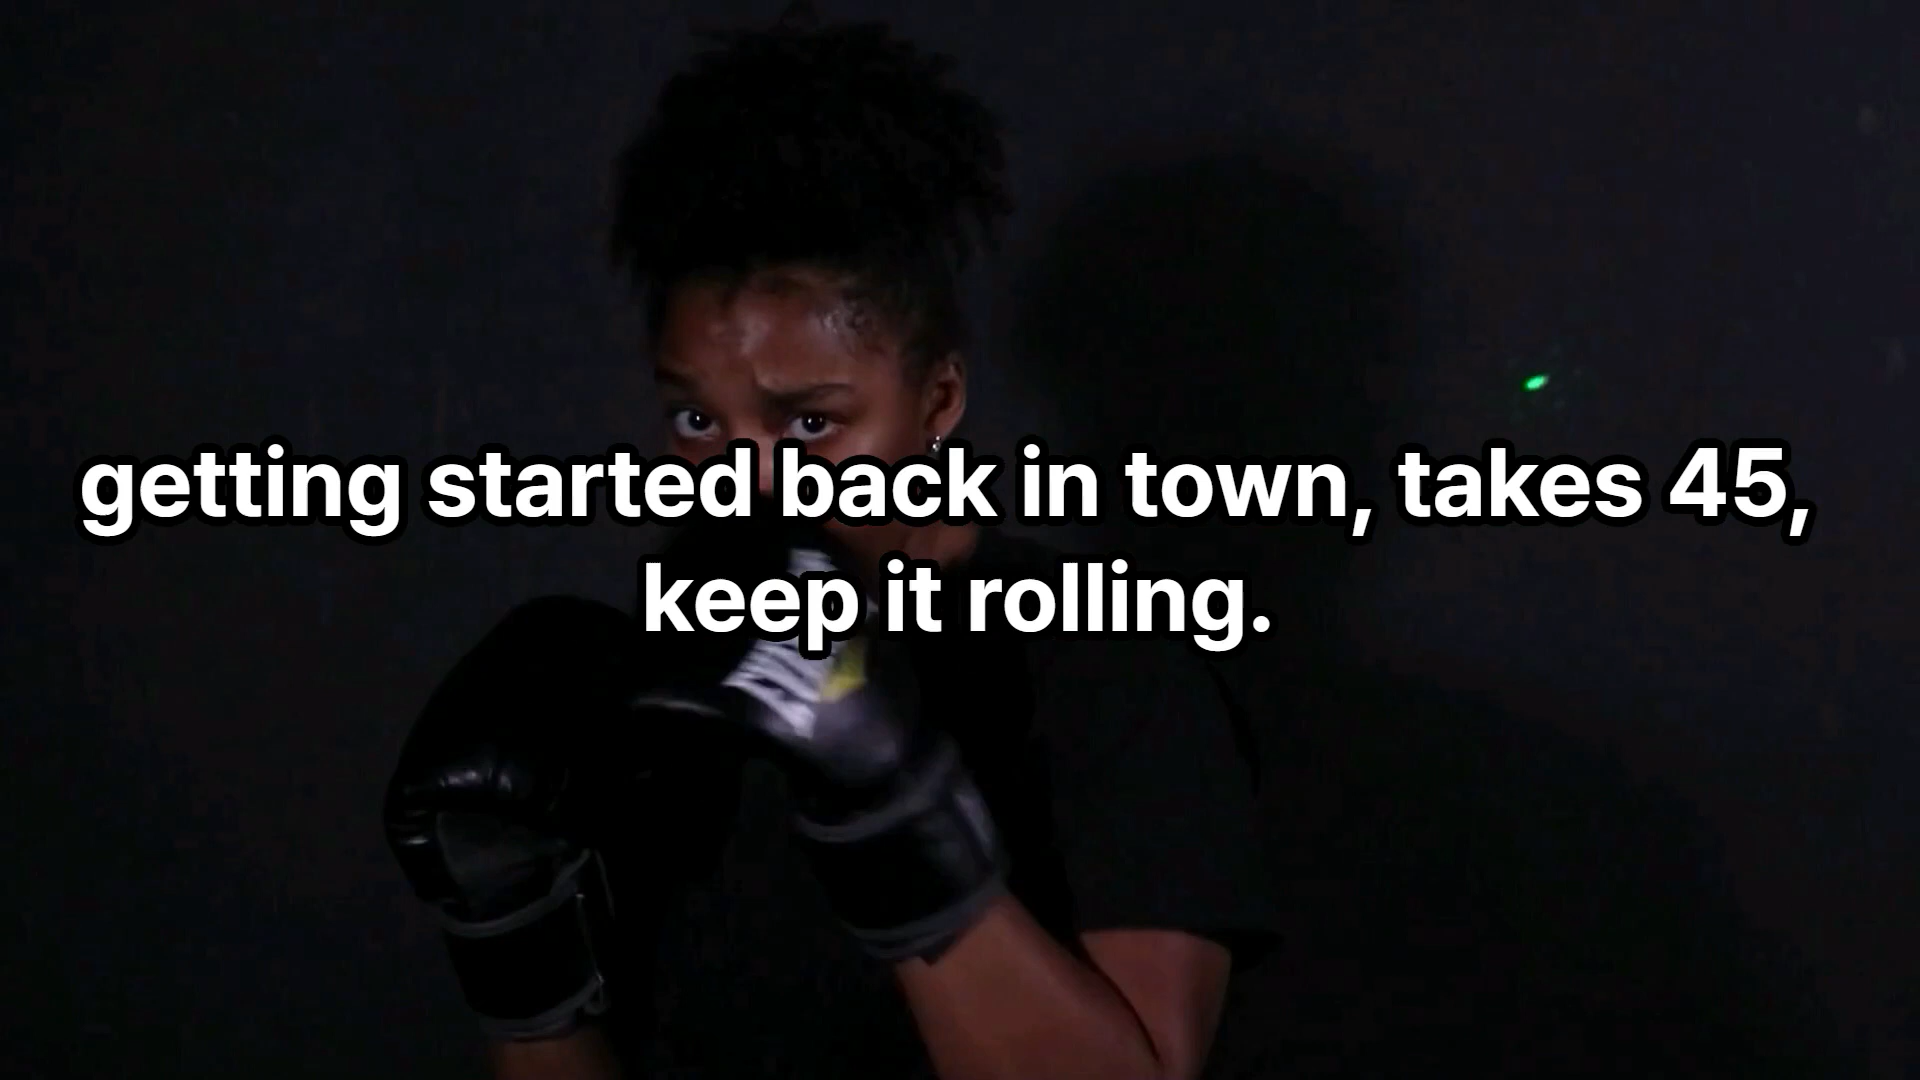 getting started back in town, takes 45,
keep it rolling.